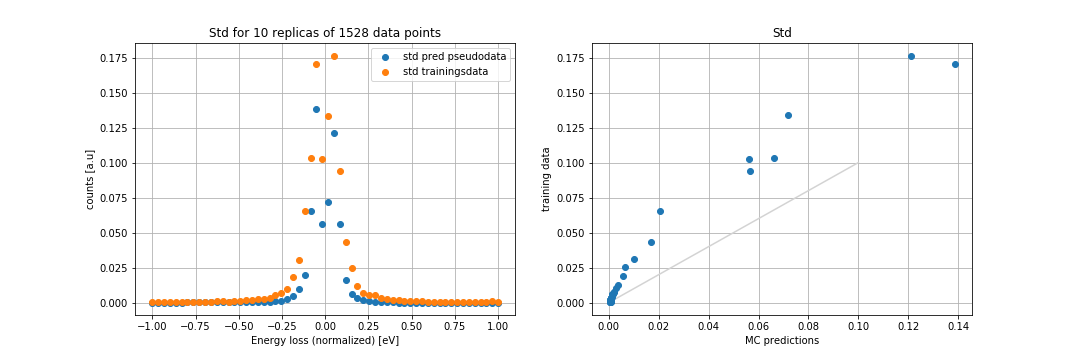 Std for 10 replicas of 1528 data points
counts [a.u]
0.175
0.150
0.125
0.100
0.075
0.050
0.025
0.000
std pred pseudodata
std trainingsdata
−1.00 −0.75 −0.50 −0.25 0.00 0.25 0.50 0.75 1.00
Energy loss (normalized) [eV]
Std
training data
0.175
0.150
0.125
0.100
0.075
0.050
0.025
0.000
0.00 0.02 0.04 0.06 0.08 0.10 0.12 0.14
MC predictions